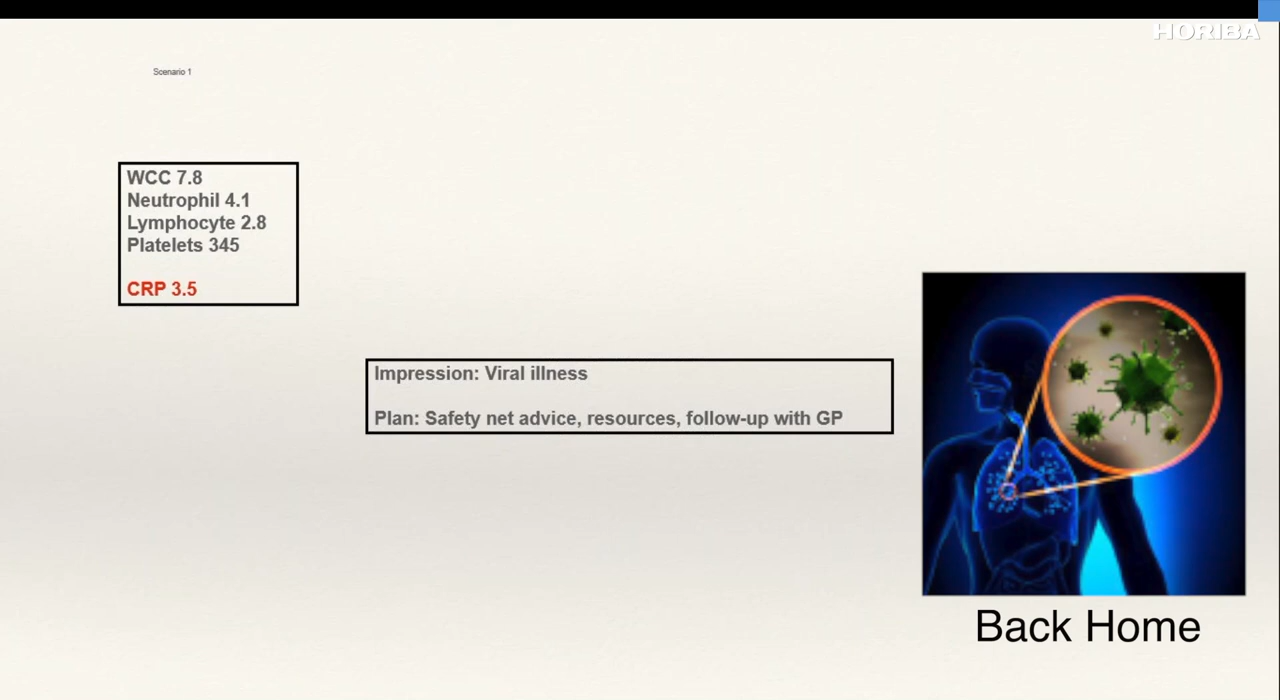 HORIBA
Scenario 1
WCC 7.8
Neutrophil 4.1
Lymphocyte 2.8
Platelets 345
CRP 3.5
Impression: Viral illness
Plan: Safety net advice, resources, follow-up with GP
Back Home